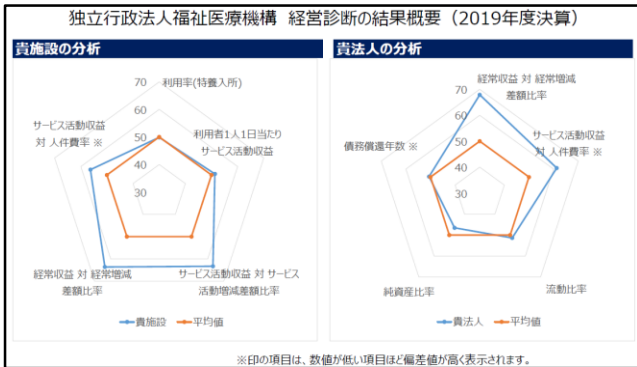 独立行政法人福祉医療機構 経営診断の結果概要（2019年度決算）
貴施設の分析
70
利用率(特養入所)
60
サービス活動収益
対 人件費率 ※
50
利用者1人1日当たり
サービス活動収益
40
30
経常収益 対 経常増減
差額比率
サービス活動収益 対 サービス
活動増減差額比率
貴施設
平均値
貴法人の分析
70
経常収益 対 経常増減
差額比率
60
債務償還年数 ※
50
サービス活動収益
対 人件費率 ※
40
30
純資産比率
流動比率
貴法人
平均値
※印の項目は、数値が低い項目ほど偏差値が高く表示されます。